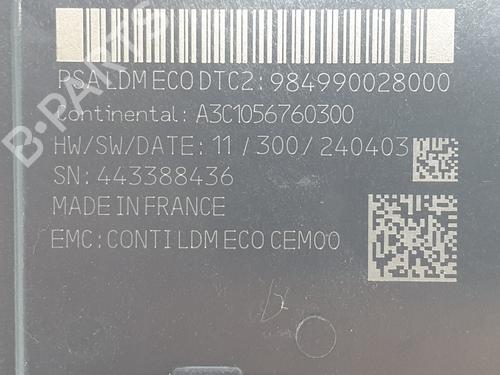 PSA LDM ECO DTC2: 984990028000
Continental: A3C1056760300
HW/SW/DATE: 11 / 300 / 240403
SN: 443388436
MADE IN FRANCE
EMC: CONTI LDM ECO CEM00
B-PARTS